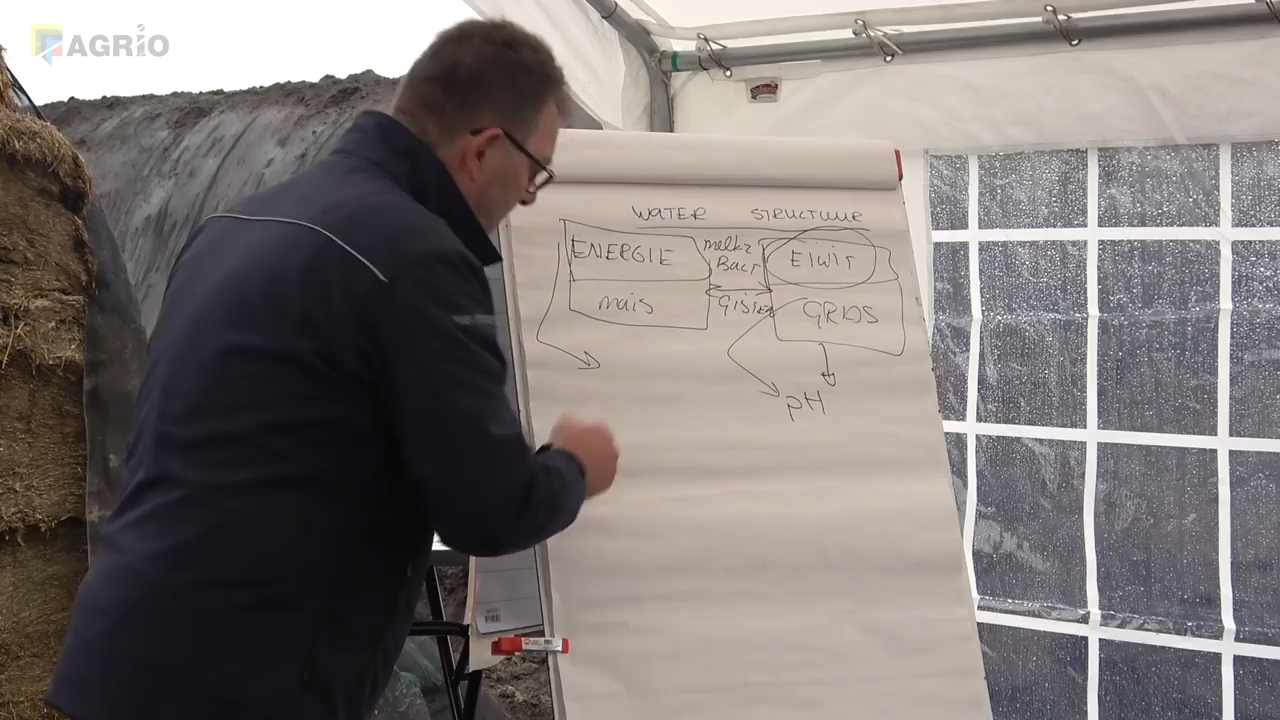 AGRIO
WATER STRUCTUUR
ENERGIE melkz Bact EIWIT
mais gisten GRAS
pH